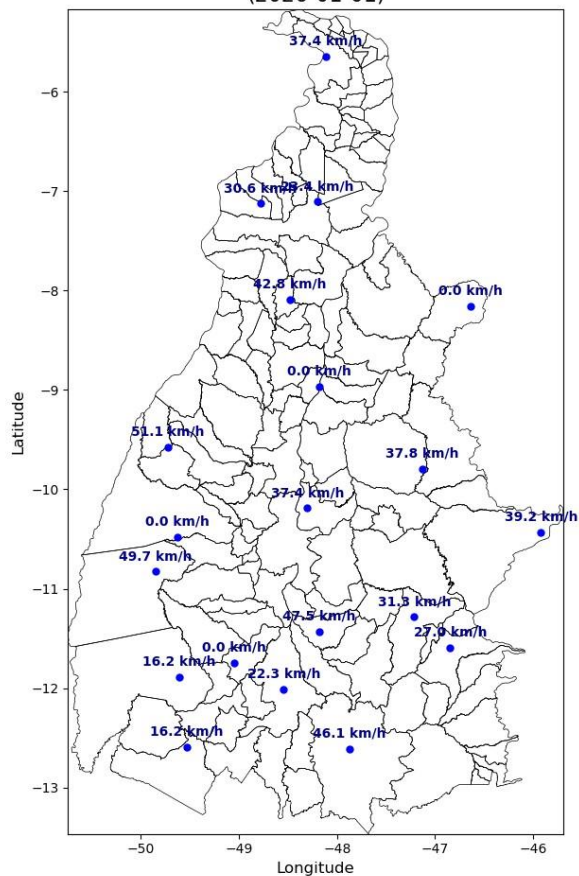 37.4 km/h
−6
30.6 km/h
−7
42.8 km/h
0.0 km/h
−8
0.0 km/h
−9
51.1 km/h
37.8 km/h
−10
37.4 km/h
0.0 km/h
39.2 km/h
49.7 km/h
−11
31.3 km/h
47.5 km/h
27.0 km/h
0.0 km/h
16.2 km/h
22.3 km/h
−12
16.2 km/h
46.1 km/h
−13
−50 −49 −48 −47 −46
Longitude
Latitude